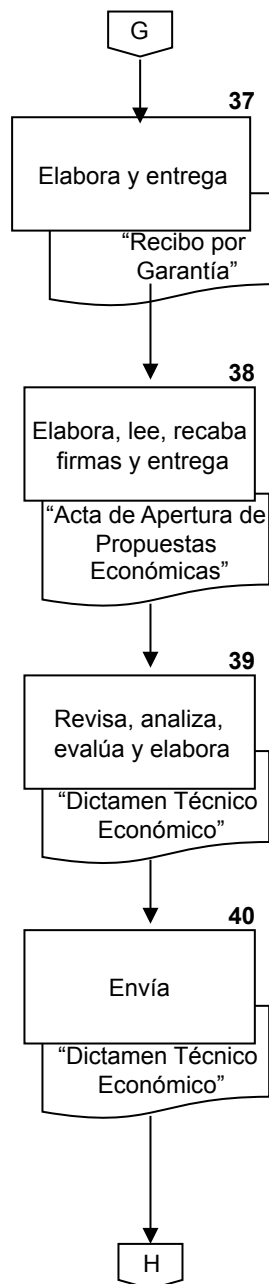 G
37
Elabora y entrega
“Recibo por
Garantía”
38
Elabora, lee, recaba
firmas y entrega
“Acta de Apertura de
Propuestas
Económicas”
39
Revisa, analiza,
evalúa y elabora
“Dictamen Técnico
Económico”
40
Envía
“Dictamen Técnico
Económico”
H